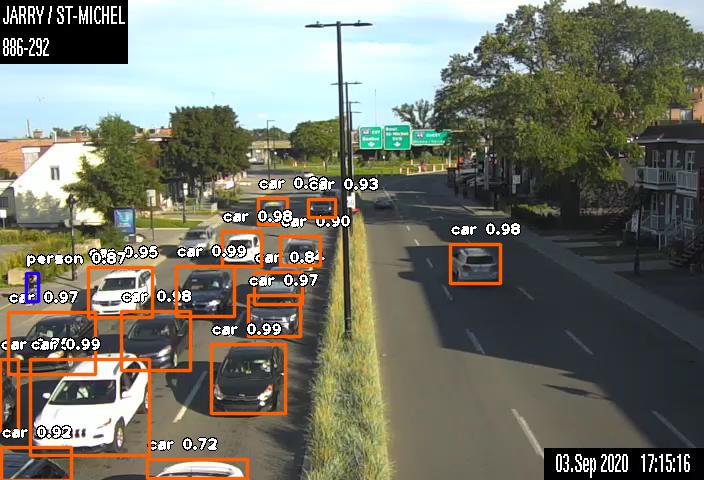 JARRY / ST-MICHEL
886-292
car 0.93
car 0.98
car 0.90
car 0.98
person 0.87
car 0.95
car 0.99
car 0.84
car 0.97
car 0.97
car 0.98
car 0.99
car 0.99
car 0.92
car 0.72
03.Sep 2020 17:15:16